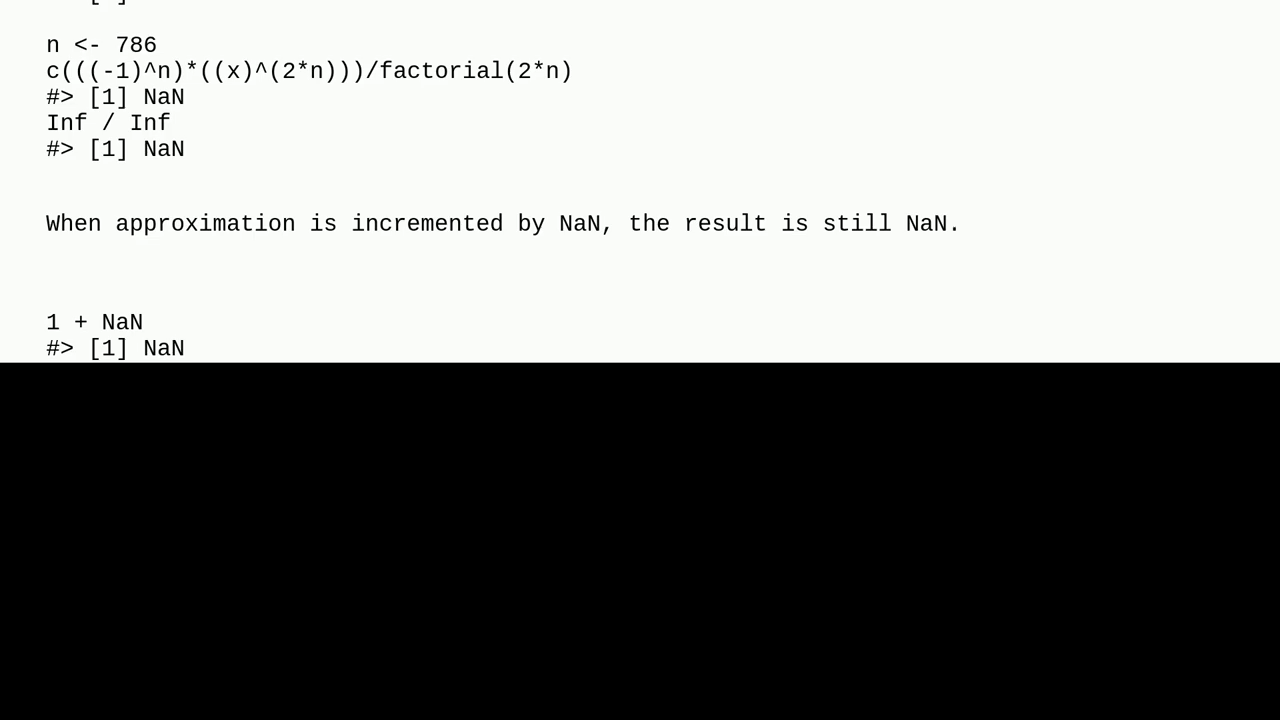 n <- 786
c(((-1)^n)*((x)^(2*n)))/factorial(2*n)
#> [1] NaN
Inf / Inf
#> [1] NaN
When approximation is incremented by NaN, the result is still NaN.
1 + NaN
#> [1] NaN